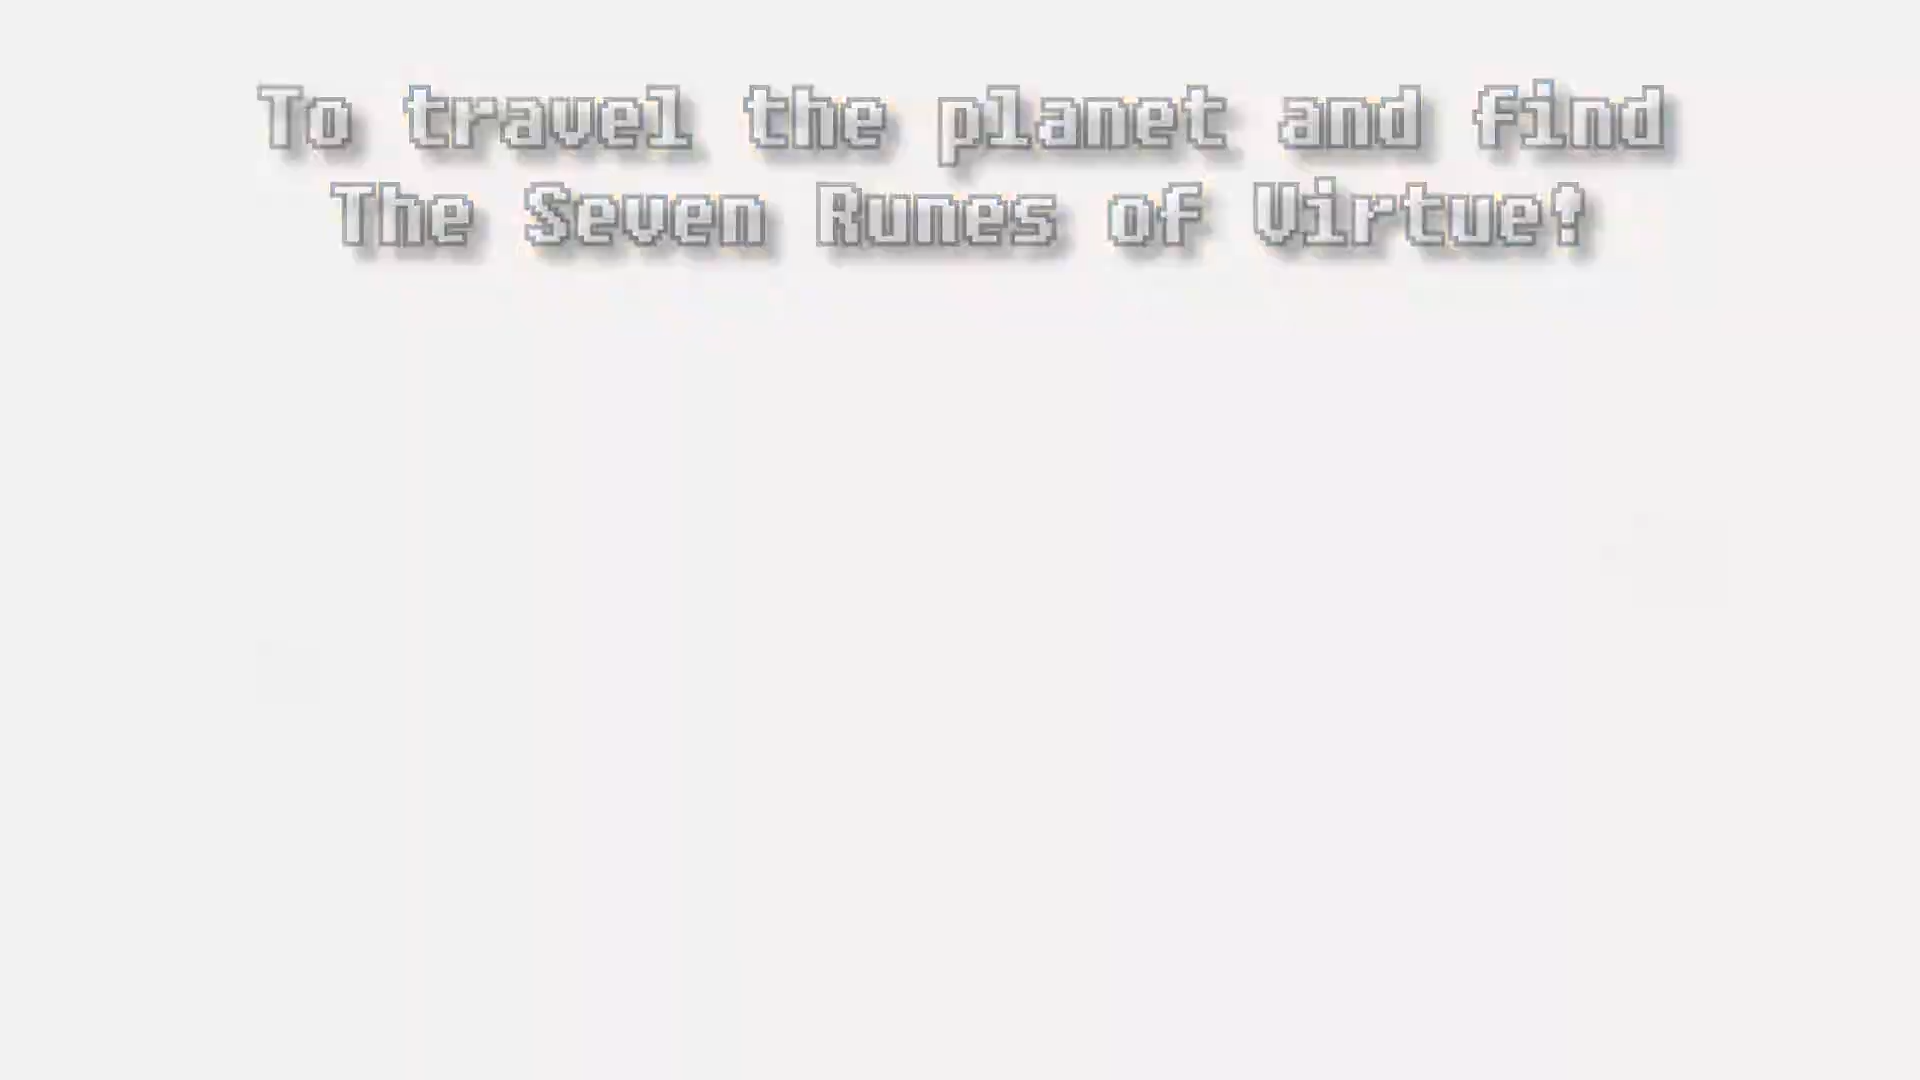 To travel the planet and find
The Seven Runes of Virtue!